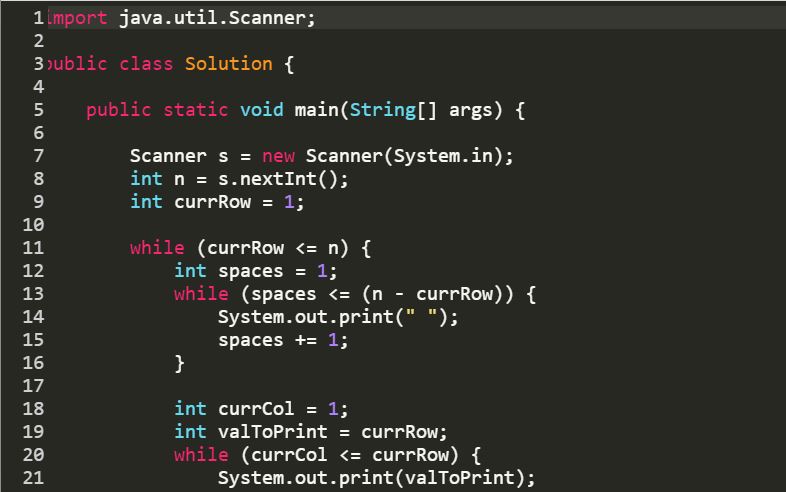 1 import java.util.Scanner;
2
3 public class Solution {
4
5     public static void main(String[] args) {
6
7         Scanner s = new Scanner(System.in);
8         int n = s.nextInt();
9         int currRow = 1;
10
11         while (currRow <= n) {
12             int spaces = 1;
13             while (spaces <= (n - currRow)) {
14                 System.out.print(" ");
15                 spaces += 1;
16             }
17
18             int currCol = 1;
19             int valToPrint = currRow;
20             while (currCol <= currRow) {
21                 System.out.print(valToPrint);